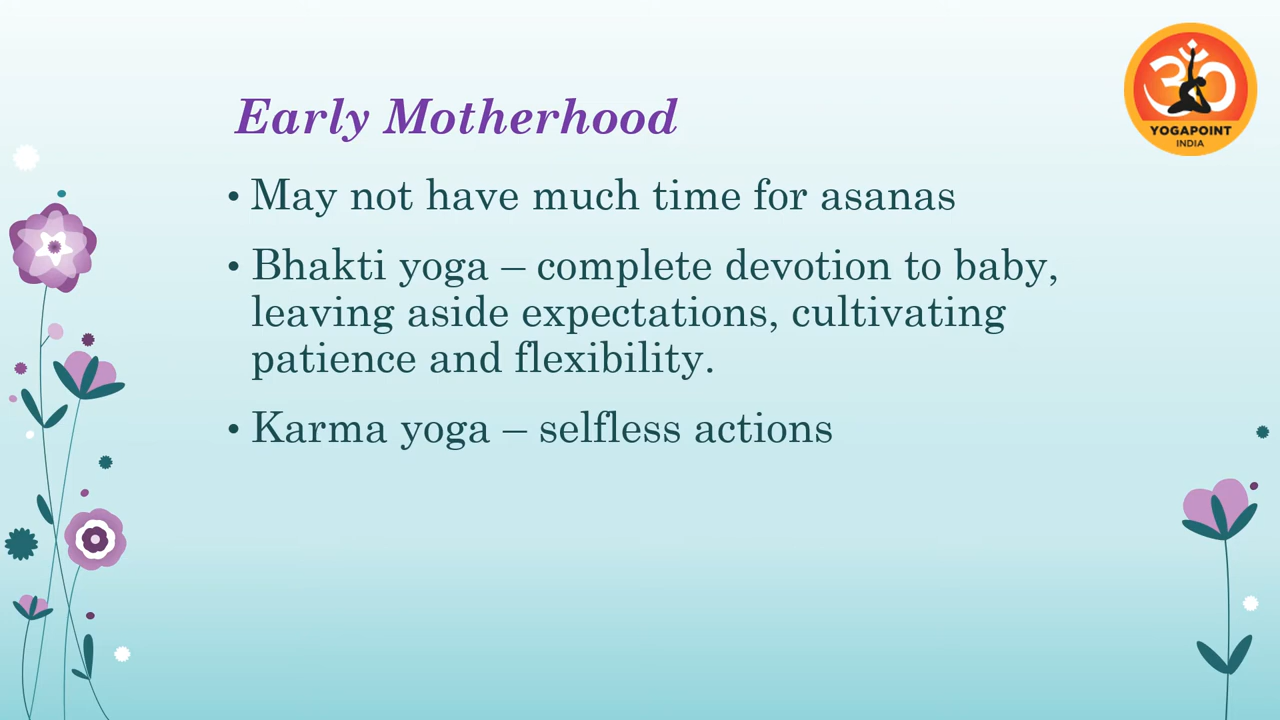 Early Motherhood
YOGAPOINT
INDIA
• May not have much time for asanas
• Bhakti yoga – complete devotion to baby,
leaving aside expectations, cultivating
patience and flexibility.
• Karma yoga – selfless actions